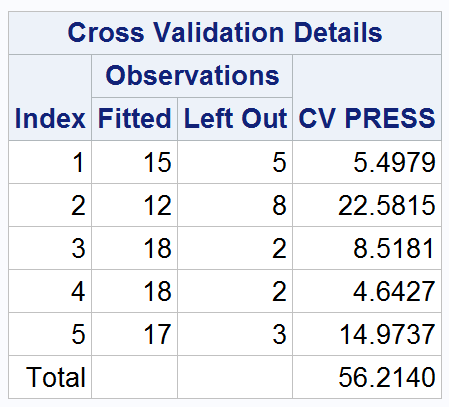 Cross Validation Details
Observations
Index Fitted Left Out CV PRESS
1 15 5 5.4979
2 12 8 22.5815
3 18 2 8.5181
4 18 2 4.6427
5 17 3 14.9737
Total 56.2140